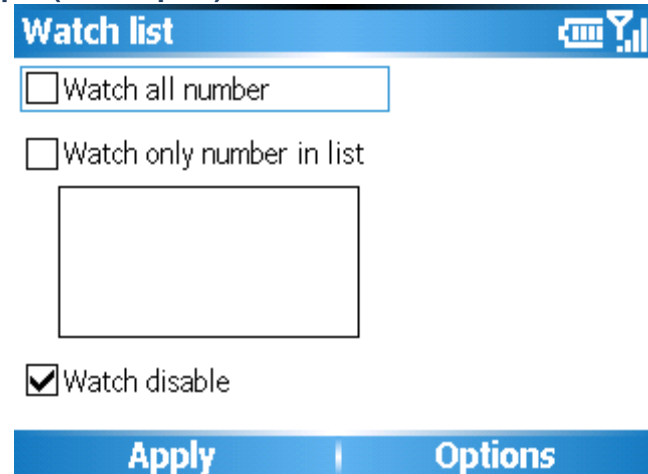 Watch list
Watch all number
Watch only number in list
Watch disable
Apply Options